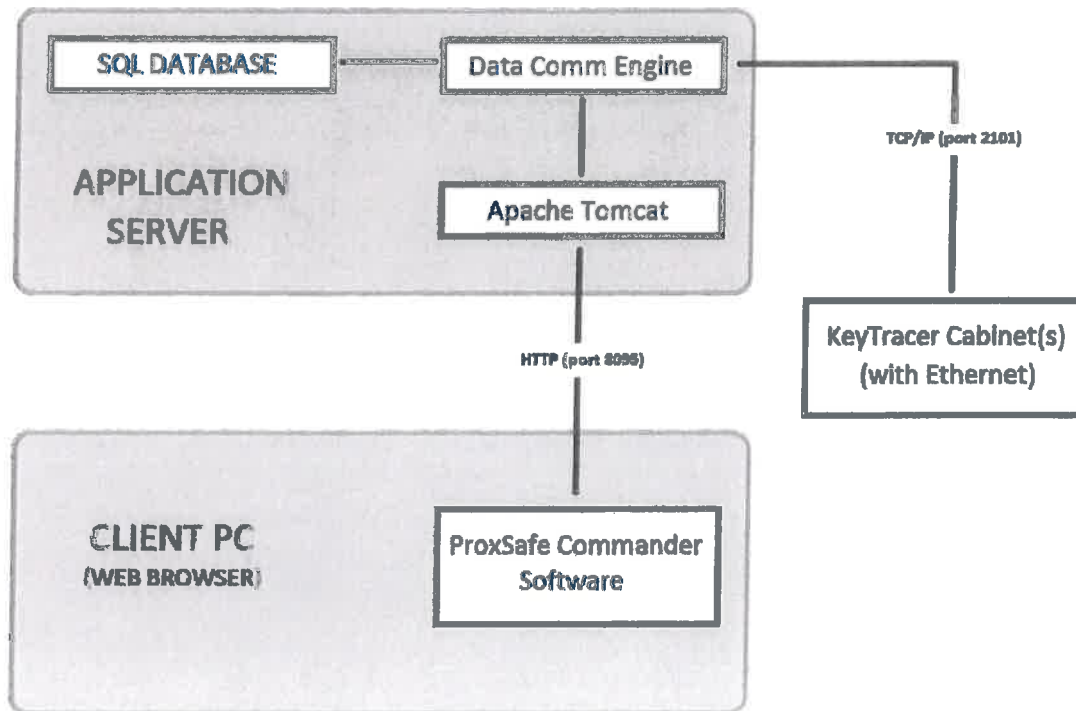 SQL DATABASE
Data Comm Engine
TCP/IP (port 2101)
APPLICATION
SERVER
Apache Tomcat
KeyTracer Cabinet(s)
(with Ethernet)
HTTP (port 8095)
CLIENT PC
(WEB BROWSER)
ProxSafe Commander
Software